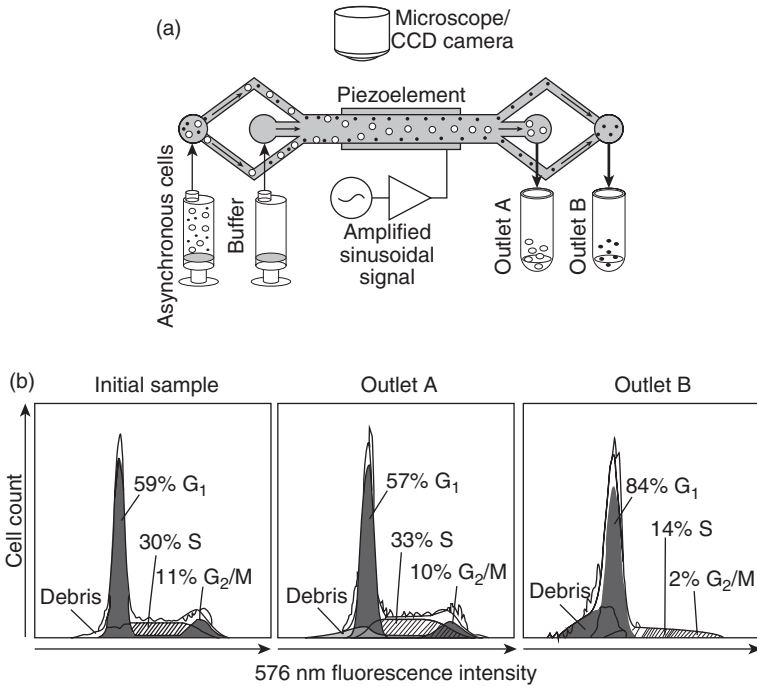 (a)
Microscope/
CCD camera
Piezoelement
Asynchronous cells
Buffer
Amplified
sinusoidal
signal
Outlet A
Outlet B
(b)
Initial sample
Outlet A
Outlet B
Cell count
59% G₁
30% S
11% G₂/M
Debris
57% G₁
33% S
10% G₂/M
Debris
84% G₁
14% S
2% G₂/M
Debris
576 nm fluorescence intensity